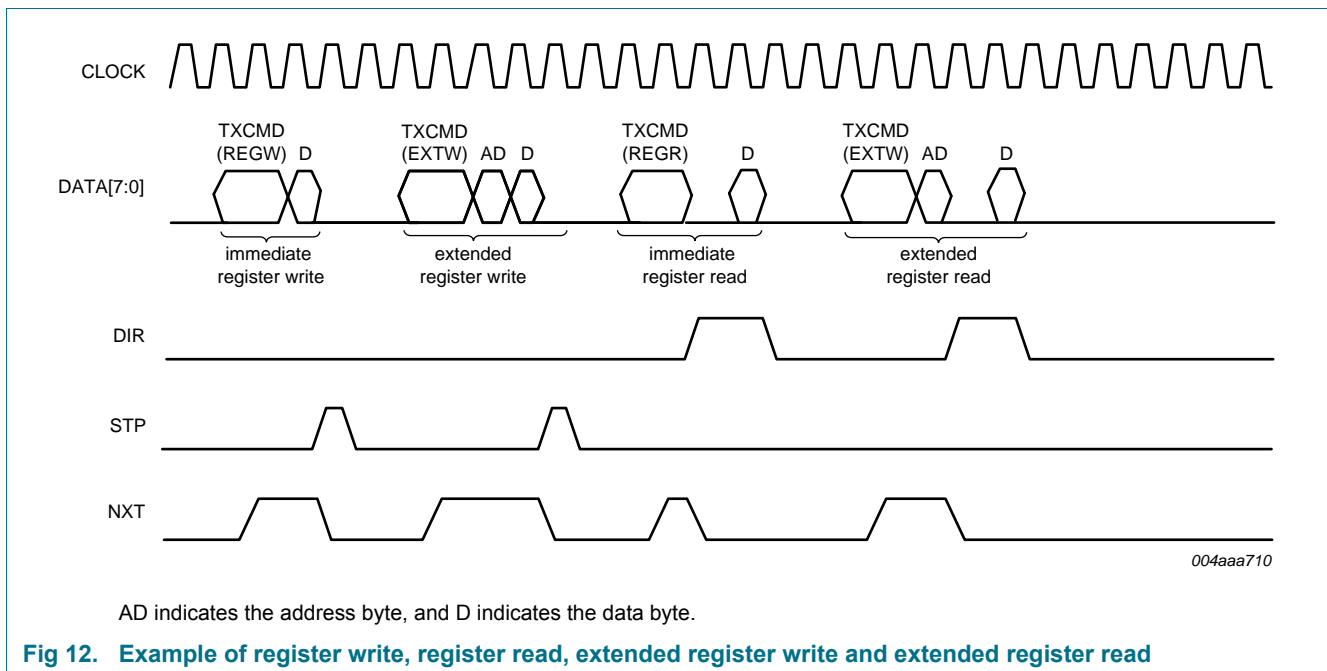 CLOCK
TXCMD
(REGW) D
TXCMD
(EXTW) AD D
TXCMD
(REGR) D
TXCMD
(EXTW) AD D
DATA[7:0]
immediate
register write
extended
register write
immediate
register read
extended
register read
DIR
STP
NXT
004aaa710
AD indicates the address byte, and D indicates the data byte.
Fig 12. Example of register write, register read, extended register write and extended register read